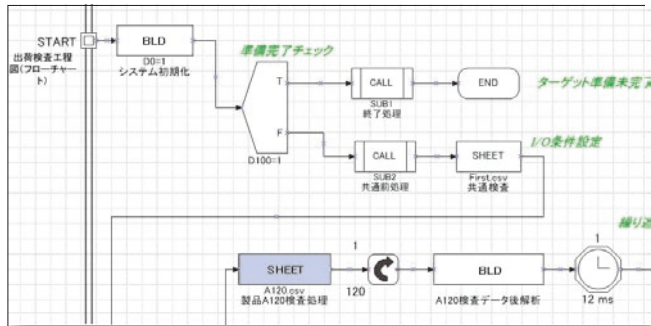 START
出荷検査工程
図(フローチャー
ト)
BLD
D0=1
システム初期化
準備完了チェック
T
F
D100=1
CALL
SUB1
終了処理
END
ターゲット準備未完了
I/O条件設定
CALL
SUB2
共通前処理
SHEET
First.csv
共通検査
繰り返
SHEET
A120.csv
製品A120検査処理
1
120
BLD
A120検査データ後解析
1
12 ms